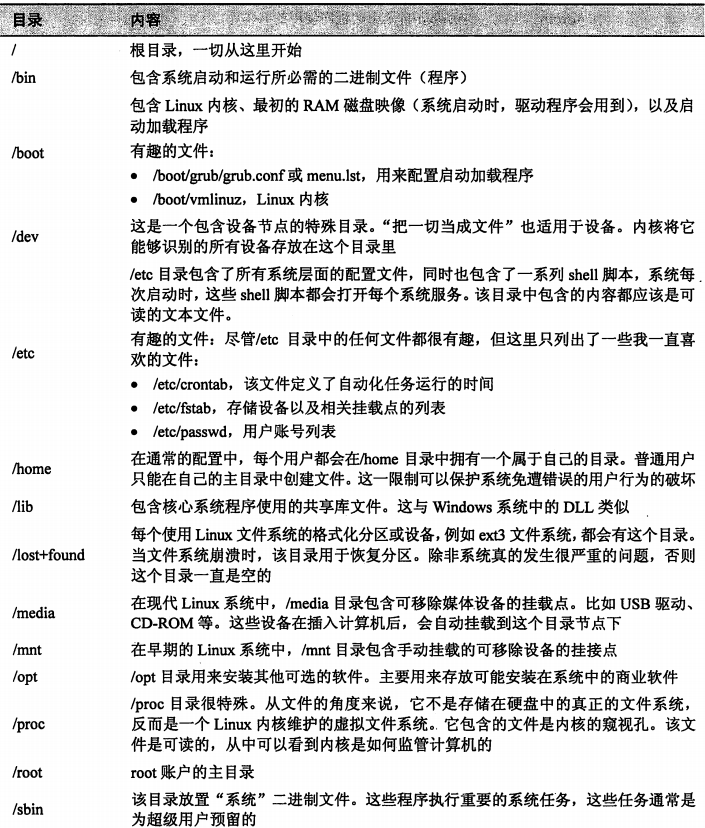 目录 内容
/ 根目录，一切从这里开始
/bin 包含系统启动和运行所必需的二进制文件（程序）
包含 Linux 内核、最初的 RAM 磁盘映像（系统启动时，驱动程序会用到），以及启
动加载程序
/boot 有趣的文件：
• /boot/grub/grub.conf 或 menu.lst，用来配置启动加载程序
• /boot/vmlinuz，Linux 内核
/dev 这是一个包含设备节点的特殊目录。“把一切当成文件”也适用于设备。内核将它
能够识别的所有设备存放在这个目录里
/etc 目录包含了所有系统层面的配置文件，同时也包含了一系列 shell 脚本，系统每
次启动时，这些 shell 脚本都会打开每个系统服务。该目录中包含的内容都应该是可
读的文本文件。
/etc 有趣的文件：尽管/etc 目录中的任何文件都很有趣，但这里只列出了一些我一直喜
欢的文件：
• /etc/crontab，该文件定义了自动化任务运行的时间
• /etc/fstab，存储设备以及相关挂载点的列表
• /etc/passwd，用户账号列表
/home 在通常的配置中，每个用户都会在/home 目录中拥有一个属于自己的目录。普通用户
只能在自己的主目录中创建文件。这一限制可以保护系统免遭错误的用户行为的破坏
/lib 包含核心系统程序使用的共享库文件。这与 Windows 系统中的 DLL 类似
/lost+found 每个使用 Linux 文件系统的格式化分区或设备，例如 ext3 文件系统，都会有这个目录。
当文件系统崩溃时，该目录用于恢复分区。除非系统真的发生很严重的问题，否则
这个目录一直是空的
/media 在现代 Linux 系统中，/media 目录包含可移除媒体设备的挂载点。比如 USB 驱动、
CD-ROM 等。这些设备在插入计算机后，会自动挂载到这个目录节点下
/mnt 在早期的 Linux 系统中，/mnt 目录包含手动挂载的可移除设备的挂接点
/opt /opt 目录用来安装其他可选的软件。主要用来存放可能安装在系统中的商业软件
/proc /proc 目录很特殊。从文件的角度来说，它不是存储在硬盘中的真正的文件系统，
反而是一个 Linux 内核维护的虚拟文件系统。它包含的文件是内核的窥视孔。该文
件是可读的，从中可以看到内核是如何监管计算机的
/root root 账户的主目录
/sbin 该目录放置“系统”二进制文件。这些程序执行重要的系统任务，这些任务通常是
为超级用户预留的